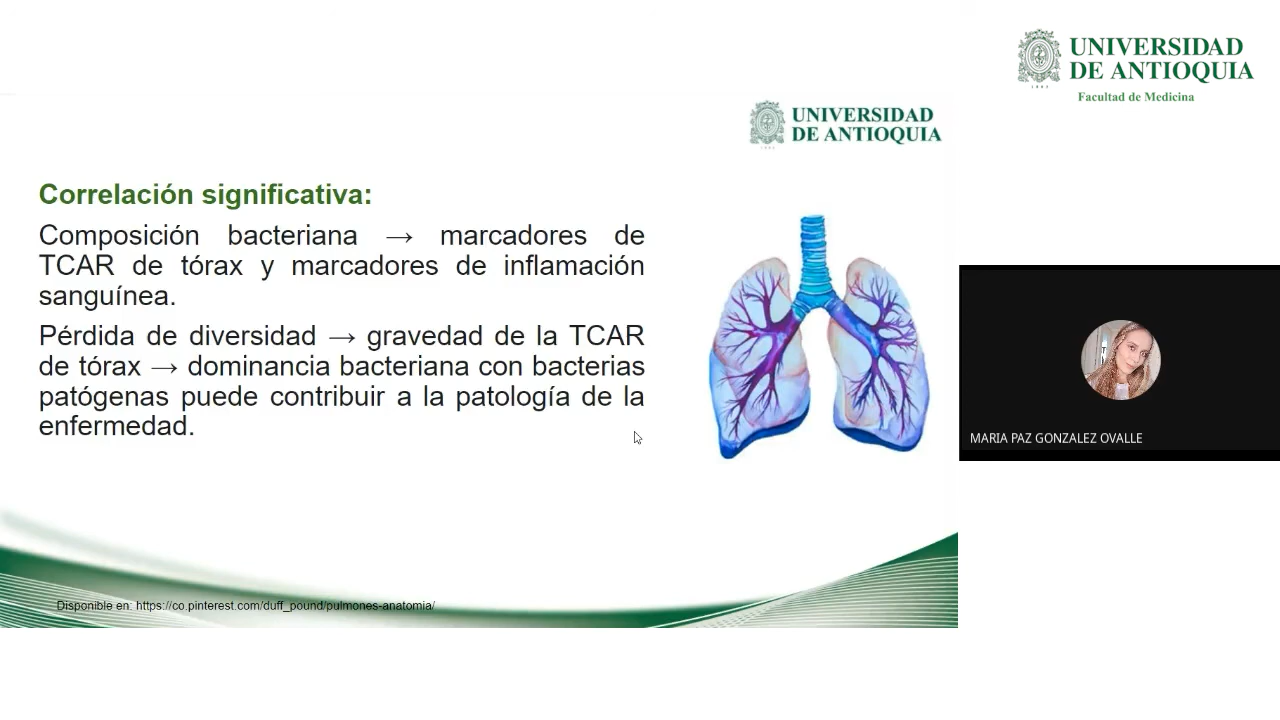 UNIVERSIDAD
DE ANTIOQUIA
1803
Facultad de Medicina
UNIVERSIDAD
DE ANTIOQUIA
Correlación significativa:
Composición bacteriana → marcadores de
TCAR de tórax y marcadores de inflamación
sanguínea.
Pérdida de diversidad → gravedad de la TCAR
de tórax → dominancia bacteriana con bacterias
patógenas puede contribuir a la patología de la
enfermedad.
MARIA PAZ GONZALEZ OVALLE
Disponible en: https://co.pinterest.com/duff_pound/pulmones-anatomia/